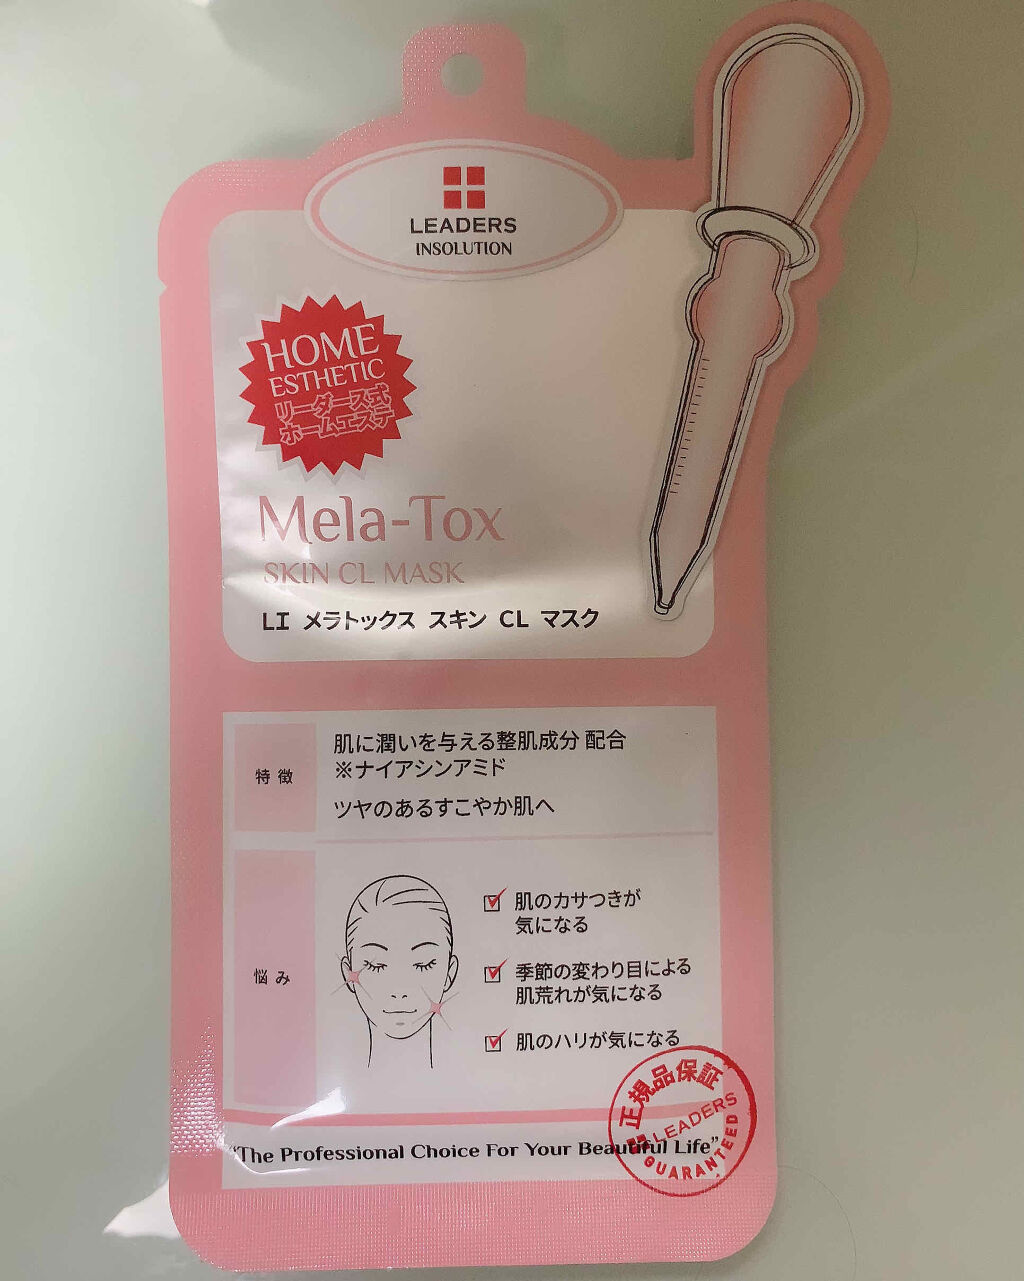 LEADERS
INSOLUTION
HOME
ESTHETIC
リーダース式
ホームエステ
Mela-Tox
SKIN CL MASK
LI メラトックス スキン CL マスク
特徴
肌に潤いを与える整肌成分 配合
※ナイアシンアミド
ツヤのあるすこやか肌へ
悩み
肌のカサつきが
気になる
季節の変わり目による
肌荒れが気になる
肌のハリが気になる
正規品保証
LEADERS
GUARANTEED
"The Professional Choice For Your Beautiful Life"